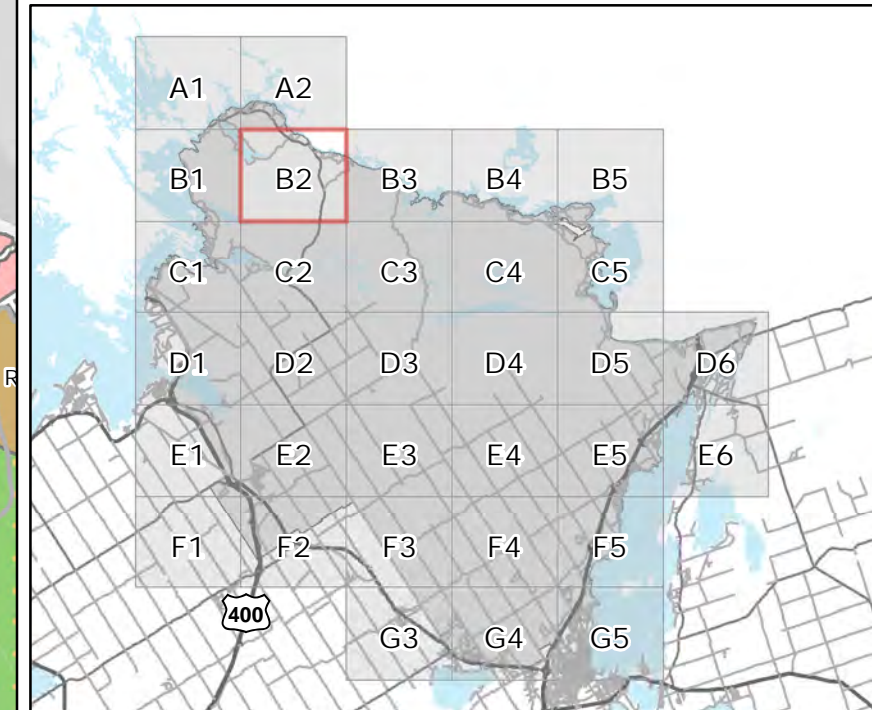 A1 A2
B1 B2 B3 B4 B5
C1 C2 C3 C4 C5
R
D1 D2 D3 D4 D5 D6
E1 E2 E3 E4 E5 E6
F1 F2 F3 F4 F5
400
G3 G4 G5